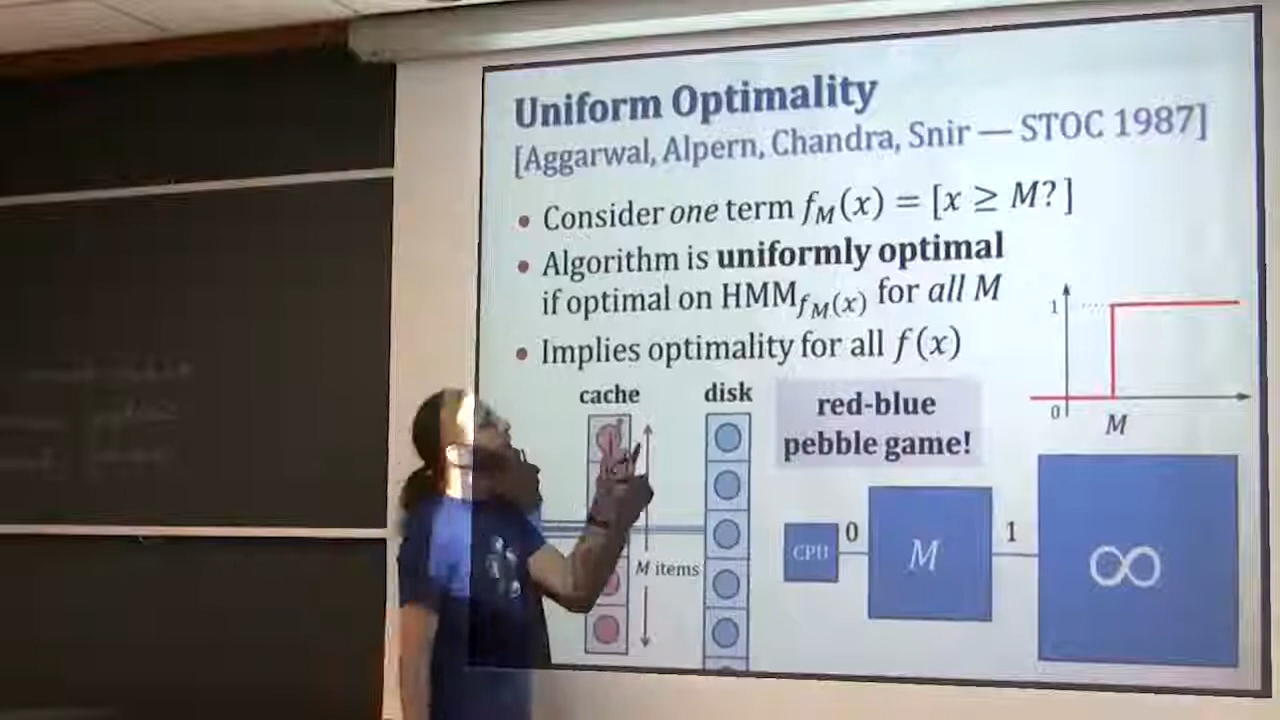 Uniform Optimality
[Aggarwal, Alpern, Chandra, Snir — STOC 1987]
• Consider one term f_M(x) = [x ≥ M?]
• Algorithm is uniformly optimal
if optimal on HMM_{f_M(x)} for all M
• Implies optimality for all f(x)
1
0
M
cache
disk
M items
red-blue
pebble game!
CPU
0
M
1
∞